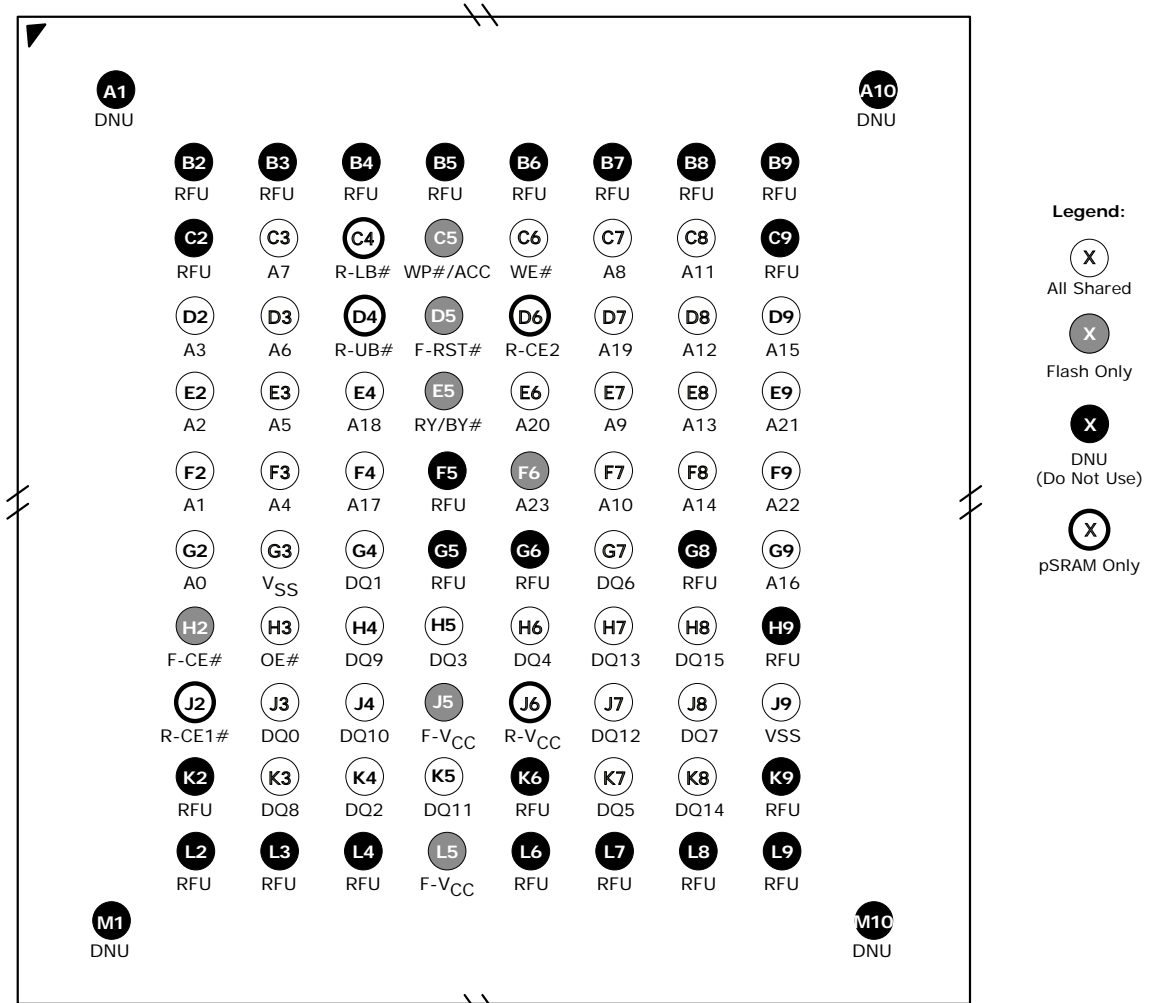 A1 A10
DNU DNU
B2 B3 B4 B5 B6 B7 B8 B9
RFU RFU RFU RFU RFU RFU RFU RFU
C2 C3 C4 C5 C6 C7 C8 C9
RFU A7 R-LB# WP#/ACC WE# A8 A11 RFU
D2 D3 D4 D5 D6 D7 D8 D9
A3 A6 R-UB# F-RST# R-CE2 A19 A12 A15
E2 E3 E4 E5 E6 E7 E8 E9
A2 A5 A18 RY/BY# A20 A9 A13 A21
F2 F3 F4 F5 F6 F7 F8 F9
A1 A4 A17 RFU A23 A10 A14 A22
G2 G3 G4 G5 G6 G7 G8 G9
A0 VSS DQ1 RFU RFU DQ6 RFU A16
H2 H3 H4 H5 H6 H7 H8 H9
F-CE# OE# DQ9 DQ3 DQ4 DQ13 DQ15 RFU
J2 J3 J4 J5 J6 J7 J8 J9
R-CE1# DQ0 DQ10 F-VCC R-VCC DQ12 DQ7 VSS
K2 K3 K4 K5 K6 K7 K8 K9
RFU DQ8 DQ2 DQ11 RFU DQ5 DQ14 RFU
L2 L3 L4 L5 L6 L7 L8 L9
RFU RFU RFU F-VCC RFU RFU RFU RFU
M1 M10
DNU DNU
Legend:
X
All Shared
X
Flash Only
X
DNU
(Do Not Use)
X
pSRAM Only